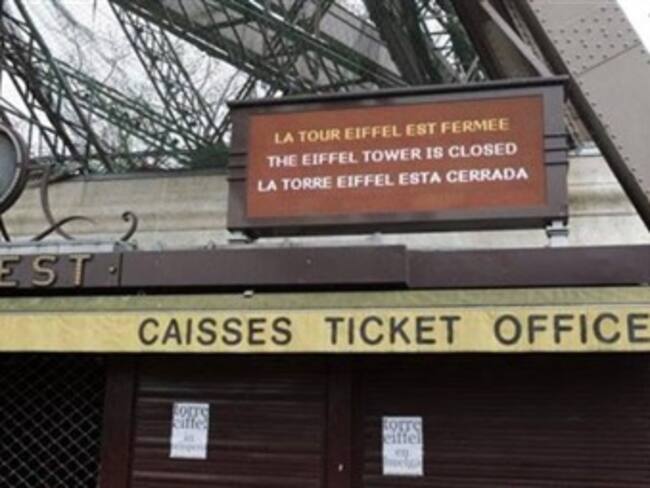 LA TOUR EIFFEL EST FERMEE
THE EIFFEL TOWER IS CLOSED
LA TORRE EIFFEL ESTA CERRADA
EST
CAISSES TICKET OFFICE
torre
eiffel
torre
eiffel
en